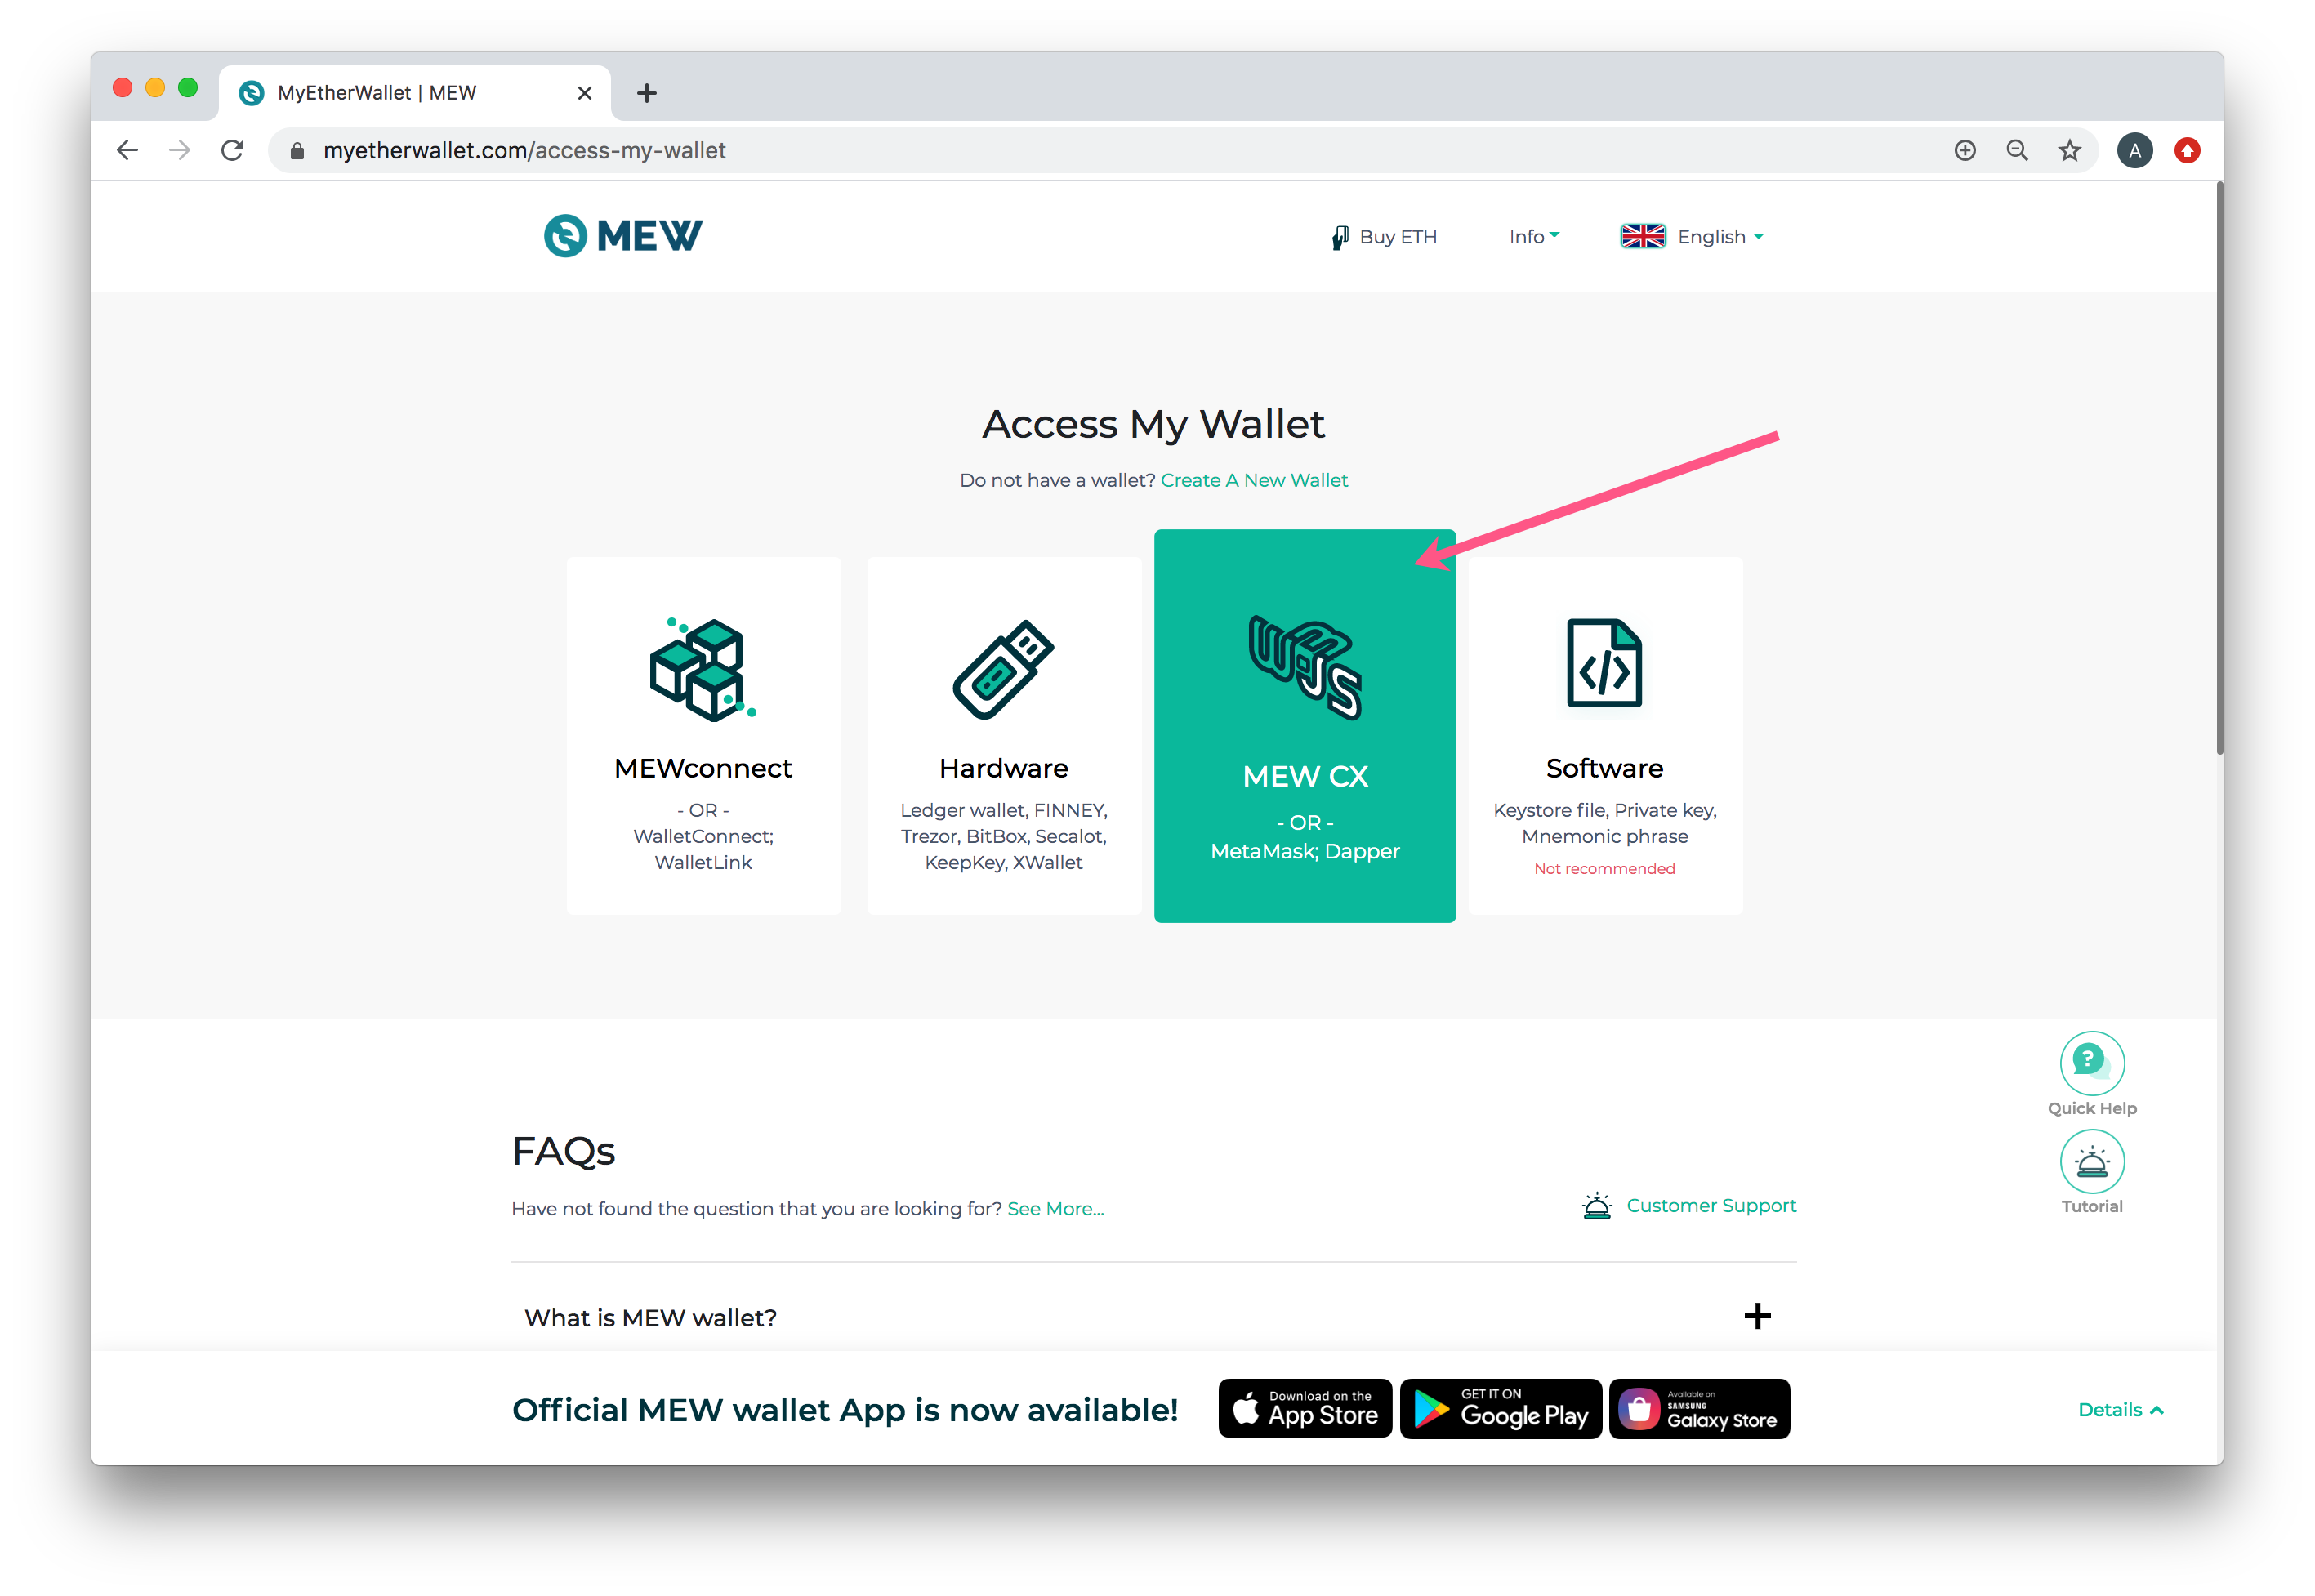 MyEtherWallet | MEW
myetherwallet.com/access-my-wallet
A
MEW
Buy ETH
Info
English
Access My Wallet
Do not have a wallet? Create A New Wallet
MEWconnect
- OR -
WalletConnect;
WalletLink
Hardware
Ledger wallet, FINNEY,
Trezor, BitBox, Secalot,
KeepKey, XWallet
WEB
JS
MEW CX
- OR -
MetaMask; Dapper
</>
Software
Keystore file, Private key,
Mnemonic phrase
Not recommended
?
Quick Help
Tutorial
FAQs
Have not found the question that you are looking for? See More...
Customer Support
What is MEW wallet?
Official MEW wallet App is now available!
Download on the
App Store
GET IT ON
Google Play
Available on
SAMSUNG
Galaxy Store
Details